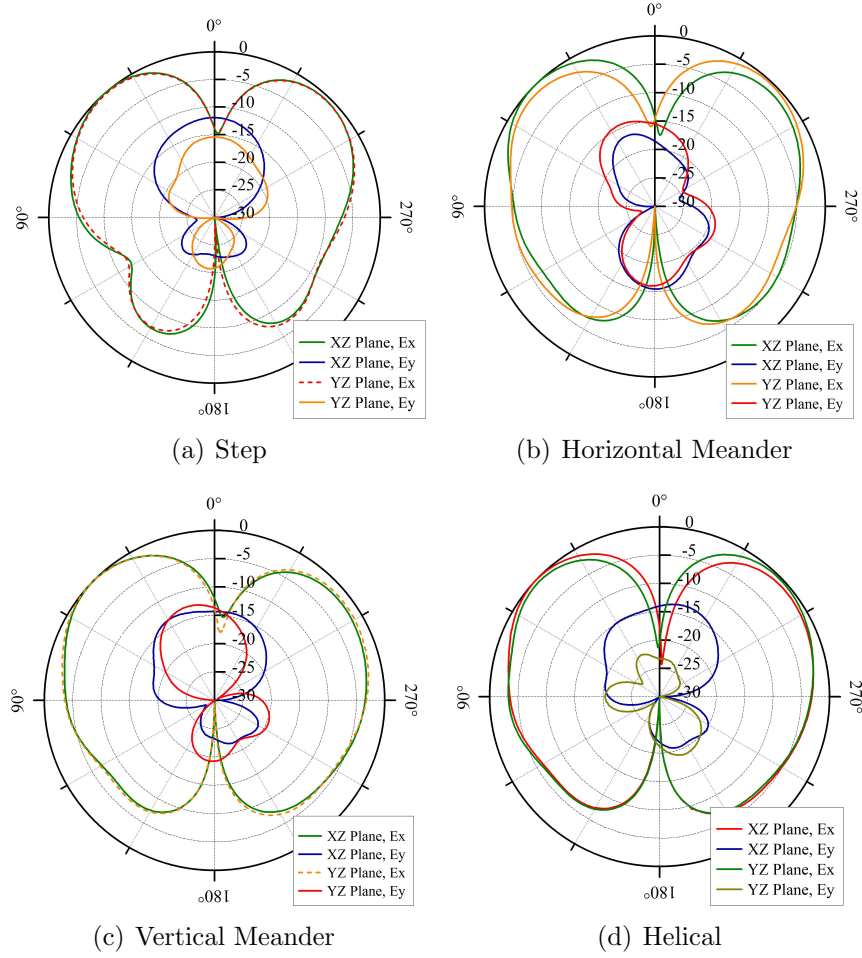 0°
0
-5
-10
-15
-20
-25
-30
90°
270°
180°
XZ Plane, Ex
XZ Plane, Ey
YZ Plane, Ex
YZ Plane, Ey
(a) Step
0°
0
-5
-10
-15
-20
-25
-30
90°
270°
180°
XZ Plane, Ex
XZ Plane, Ey
YZ Plane, Ex
YZ Plane, Ey
(b) Horizontal Meander
0°
0
-5
-10
-15
-20
-25
-30
90°
270°
180°
XZ Plane, Ex
XZ Plane, Ey
YZ Plane, Ex
YZ Plane, Ey
(c) Vertical Meander
0°
0
-5
-10
-15
-20
-25
-30
90°
270°
180°
XZ Plane, Ex
XZ Plane, Ey
YZ Plane, Ex
YZ Plane, Ey
(d) Helical